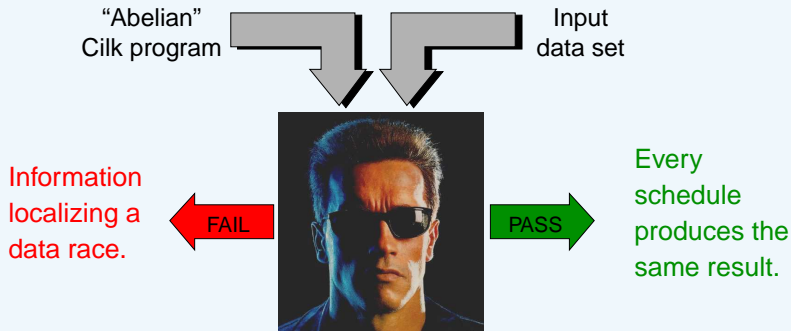 “Abelian”
Cilk program
Input
data set
Information
localizing a
data race.
FAIL
PASS
Every
schedule
produces the
same result.